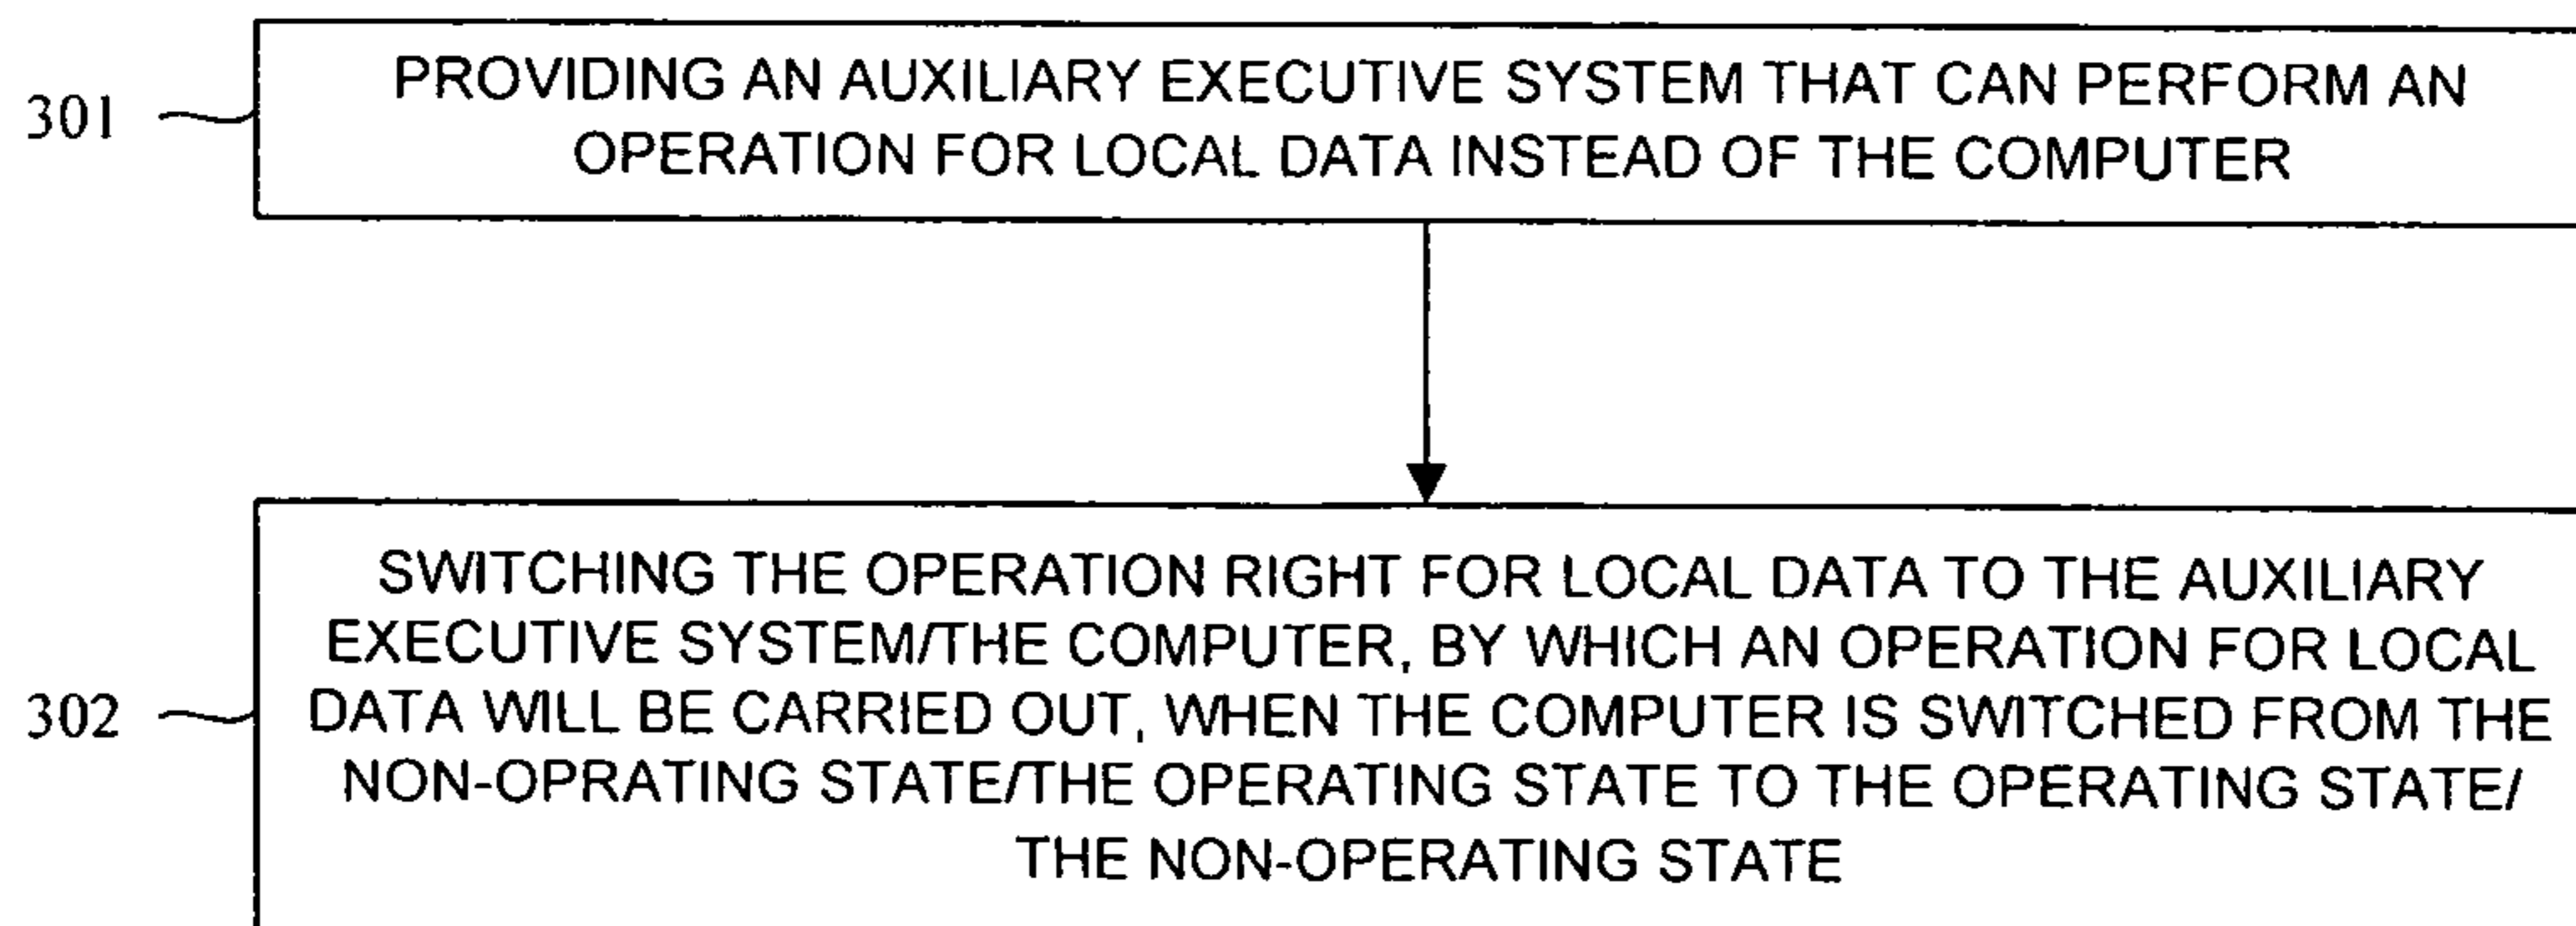 301
PROVIDING AN AUXILIARY EXECUTIVE SYSTEM THAT CAN PERFORM AN
OPERATION FOR LOCAL DATA INSTEAD OF THE COMPUTER
302
SWITCHING THE OPERATION RIGHT FOR LOCAL DATA TO THE AUXILIARY
EXECUTIVE SYSTEM/THE COMPUTER, BY WHICH AN OPERATION FOR LOCAL
DATA WILL BE CARRIED OUT, WHEN THE COMPUTER IS SWITCHED FROM THE
NON-OPRATING STATE/THE OPERATING STATE TO THE OPERATING STATE/
THE NON-OPERATING STATE